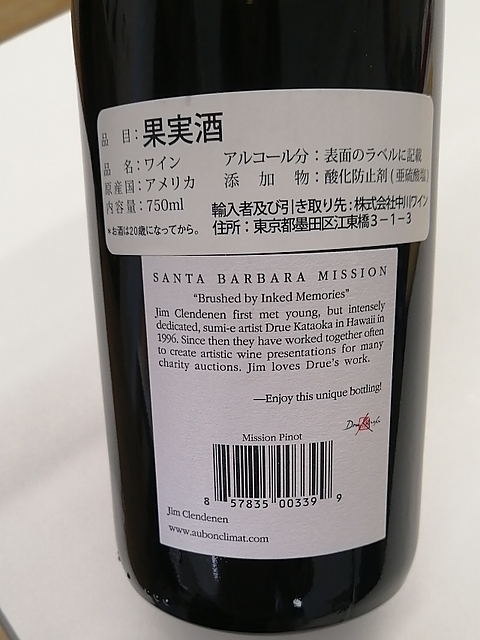 品 目：果実酒
品 名：ワイン
原産国：アメリカ
内容量：750ml
*お酒は20歳になってから。
アルコール分：表面のラベルに記載
添 加 物：酸化防止剤(亜硫酸塩)
輸入者及び引き取り先：株式会社中川ワイン
住所：東京都墨田区江東橋3-1-3
SANTA BARBARA MISSION
"Brushed by Inked Memories"
Jim Clendenen first met young, but intensely
dedicated, sumi-e artist Drue Kataoka in Hawaii in
1996. Since then they have worked together often
to create artistic wine presentations for many
charity auctions. Jim loves Drue's work.
—Enjoy this unique bottling!
Mission Pinot
8 57835 00339 9
Jim Clendenen
www.aubonclimat.com